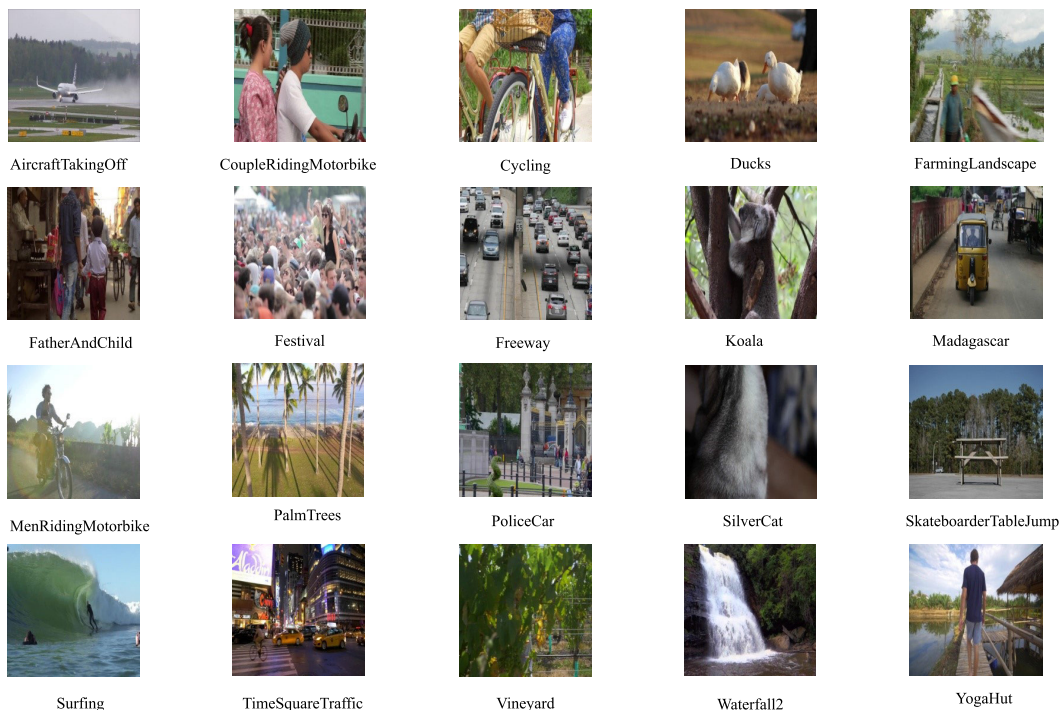 AircraftTakingOff
CoupleRidingMotorbike
Cycling
Ducks
FarmingLandscape
FatherAndChild
Festival
Freeway
Koala
Madagascar
MenRidingMotorbike
PalmTrees
PoliceCar
SilverCat
SkateboarderTableJump
Aladdin
Surfing
TimeSquareTraffic
Vineyard
Waterfall2
YogaHut